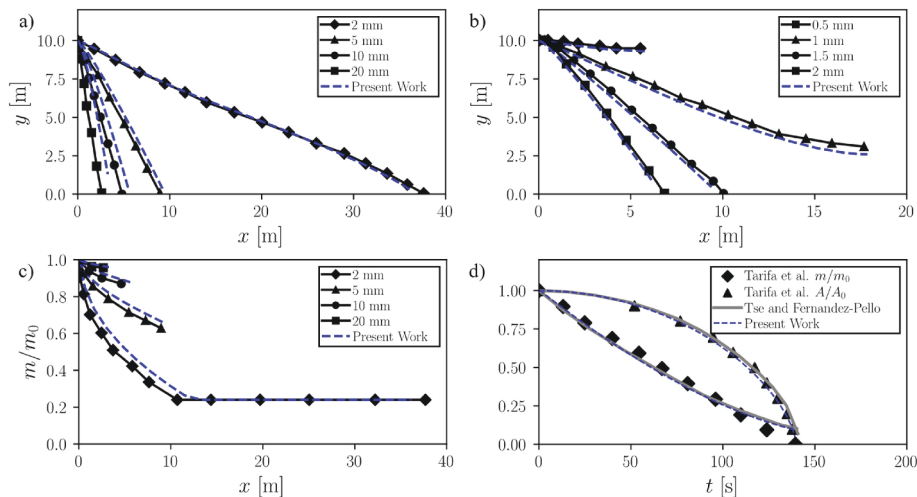 a)
10.0
7.5
5.0
2.5
0.0
y [m]
0
10
20
30
40
x [m]
2 mm
5 mm
10 mm
20 mm
Present Work
b)
10.0
7.5
5.0
2.5
0.0
y [m]
0
5
10
15
20
x [m]
0.5 mm
1 mm
1.5 mm
2 mm
Present Work
c)
1.0
0.8
0.6
0.4
0.2
0.0
m/m₀
0
10
20
30
40
x [m]
2 mm
5 mm
10 mm
20 mm
Present Work
d)
1.00
0.75
0.50
0.25
0.00
0
50
100
150
200
t [s]
Tarifa et al. m/m₀
Tarifa et al. A/A₀
Tse and Fernandez-Pello
Present Work